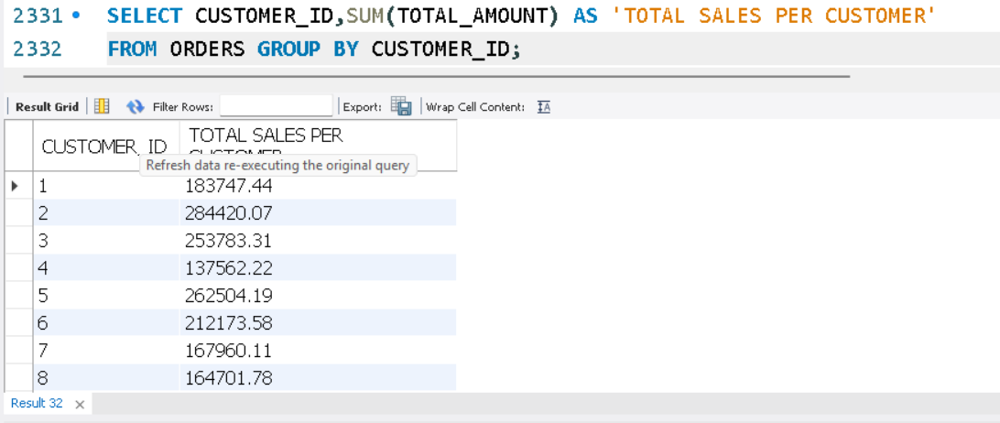 2331 SELECT CUSTOMER_ID,SUM(TOTAL_AMOUNT) AS 'TOTAL SALES PER CUSTOMER'
2332 FROM ORDERS GROUP BY CUSTOMER_ID;
Result Grid Filter Rows: Export: Wrap Cell Content: IA
CUSTOMER_ID TOTAL SALES PER
CUSTOMER
Refresh data re-executing the original query
1 183747.44
2 284420.07
3 253783.31
4 137562.22
5 262504.19
6 212173.58
7 167960.11
8 164701.78
Result 32 ×